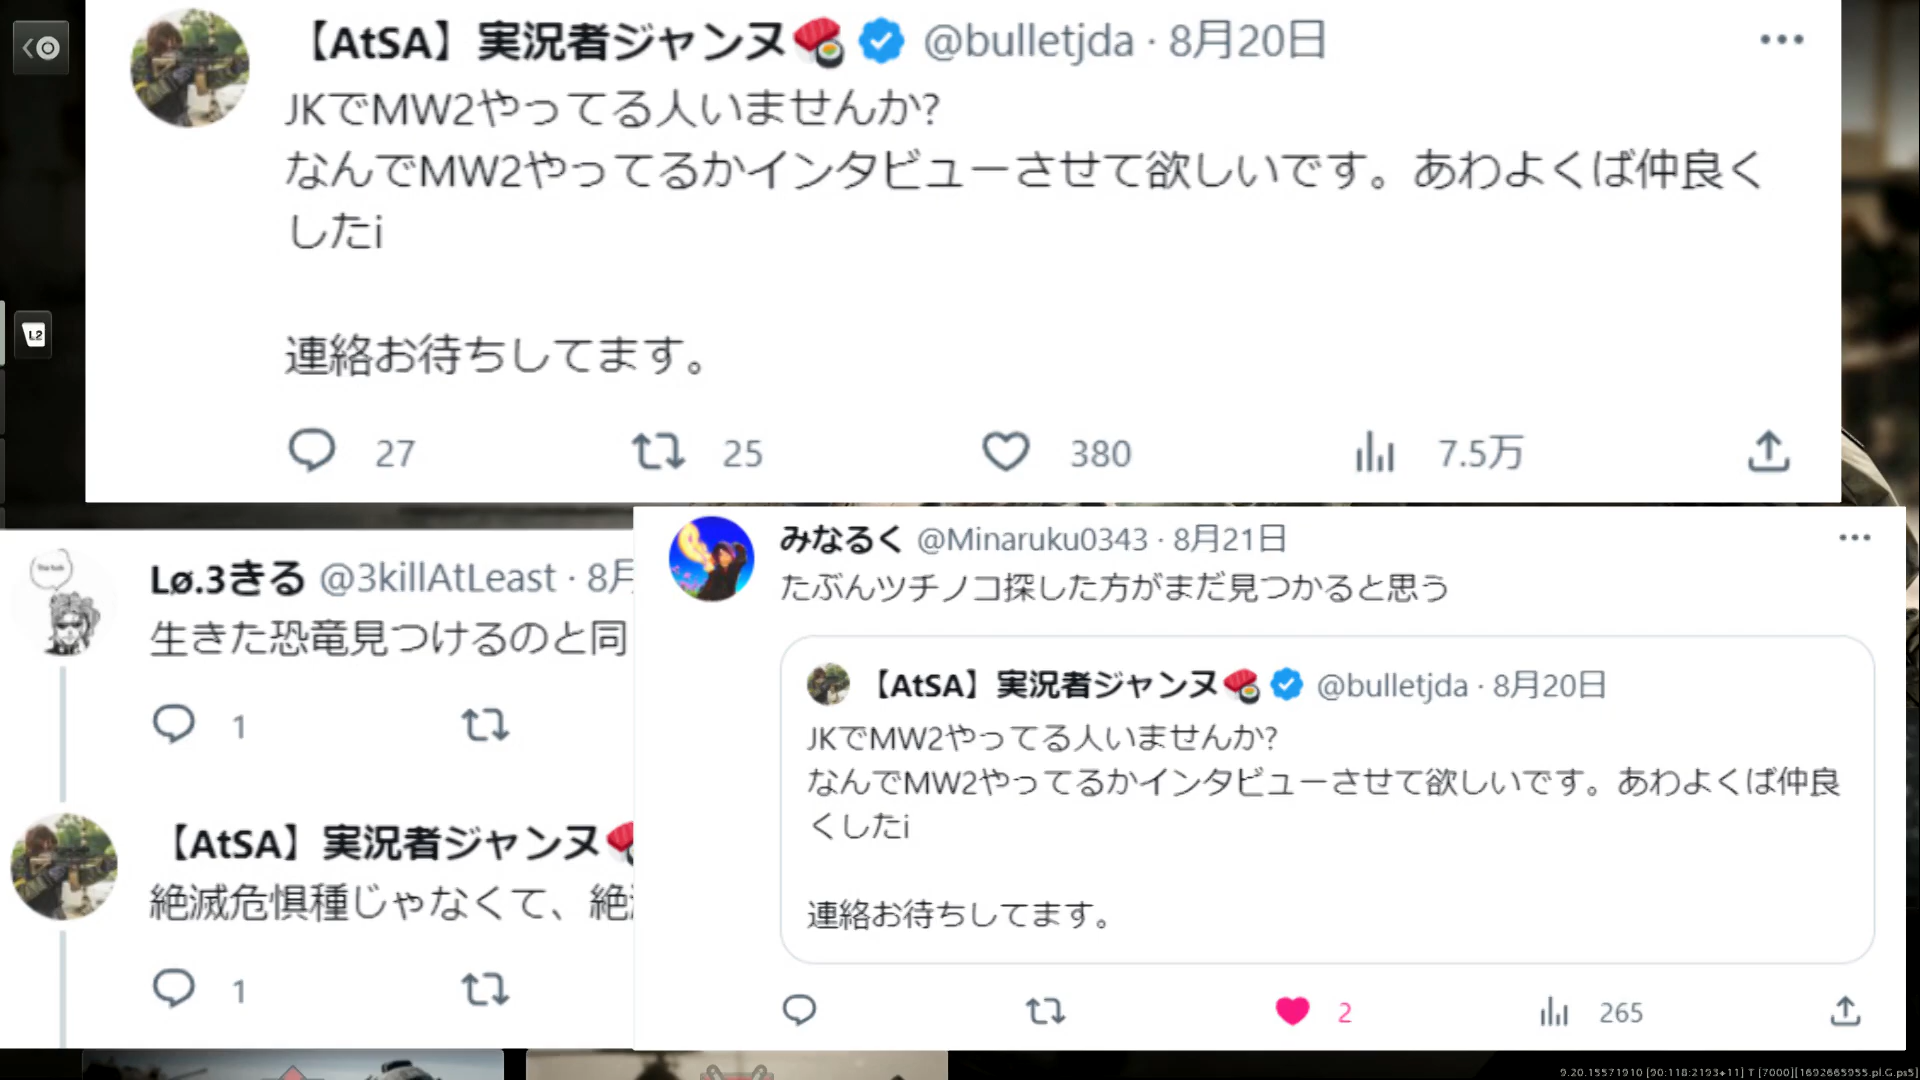 【AtSA】実況者ジャンヌ🍣 @bulletjda · 8月20日
JKでMW2やってる人いませんか?
なんでMW2やってるかインタビューさせて欲しいです。あわよくば仲良く
したi
連絡お待ちしてます。
27 25 380 7.5万
L2
Lø.3きる @3killAtLeast · 8月
生きた恐竜見つけるのと同
1
【AtSA】実況者ジャンヌ
絶滅危惧種じゃなくて、絶
1
みなるく @Minaruku0343 · 8月21日
たぶんツチノコ探した方がまだ見つかると思う
【AtSA】実況者ジャンヌ🍣 @bulletjda · 8月20日
JKでMW2やってる人いませんか?
なんでMW2やってるかインタビューさせて欲しいです。あわよくば仲良
くしたi
連絡お待ちしてます。
2 265
9.20.15571910 [90:118:2193+11] T [7000][1692665955.pl.G.ps5]